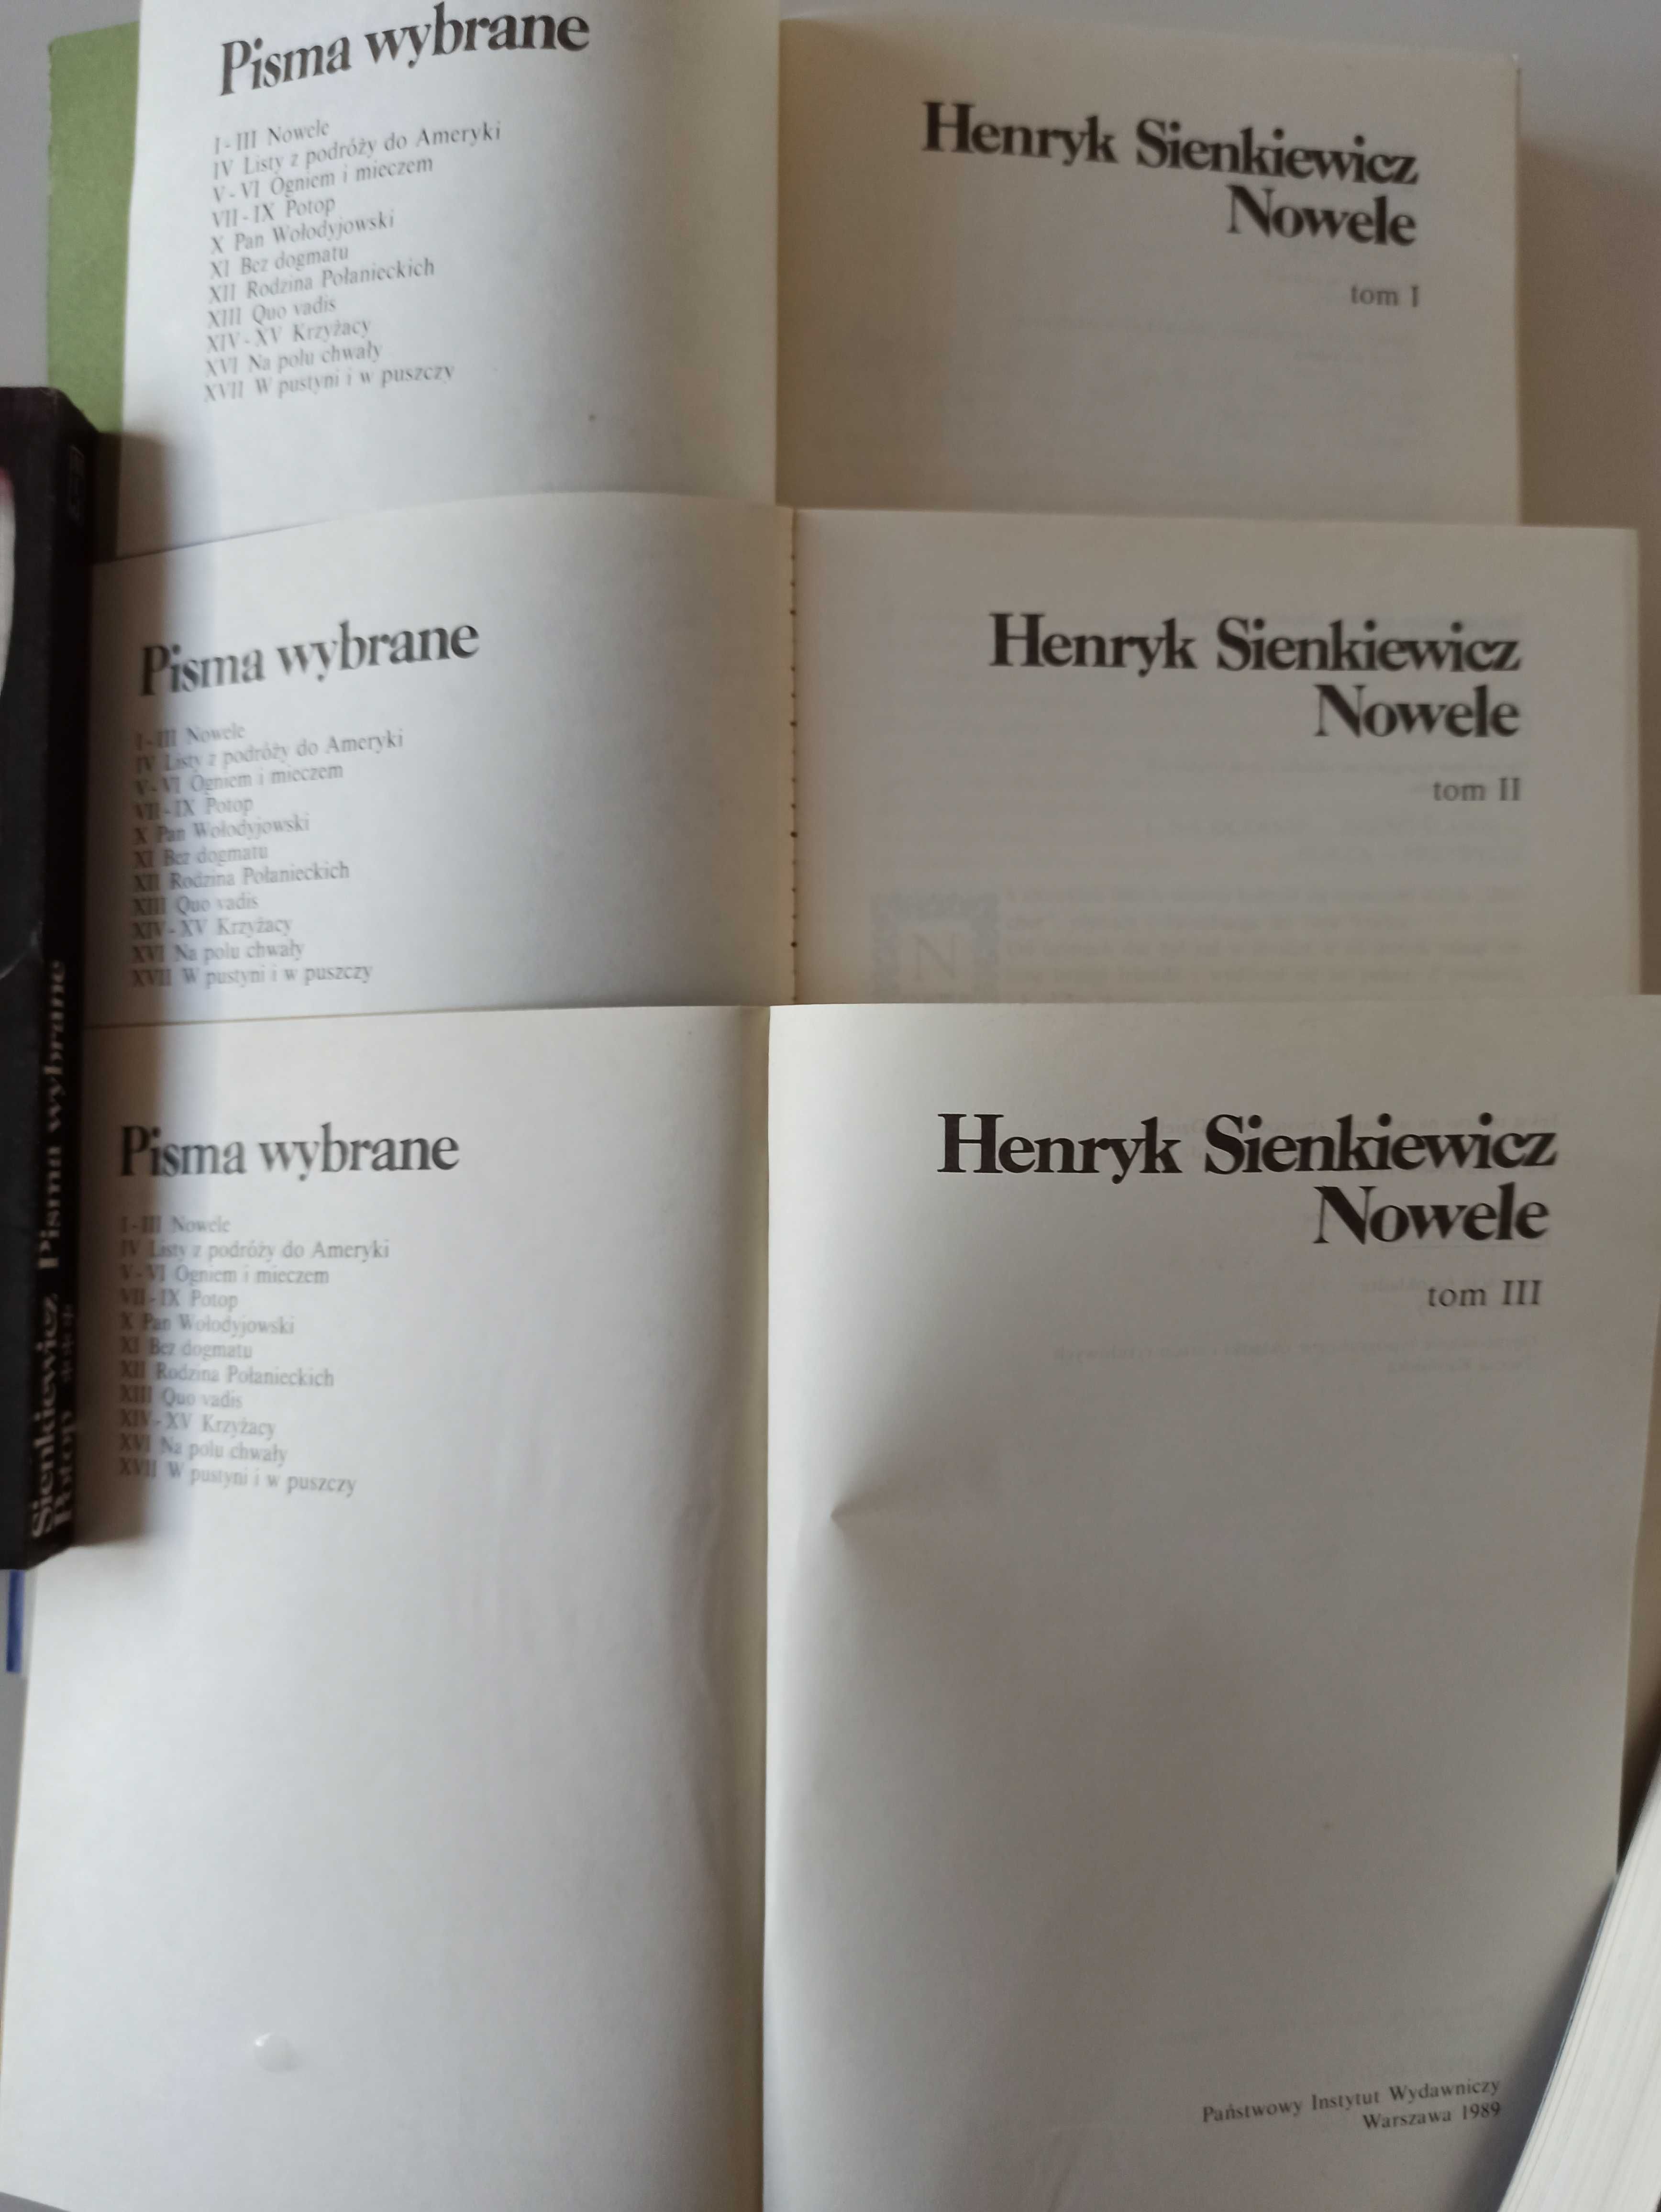 Pisma wybrane
I-III Nowele
IV Listy z podróży do Ameryki
V-VI Ogniem i mieczem
VII-IX Potop
X Pan Wołodyjowski
XI Bez dogmatu
XII Rodzina Połanieckich
XIII Quo vadis
XIV-XV Krzyżacy
XVI Na polu chwały
XVII W pustyni i w puszczy
Henryk Sienkiewicz
Nowele
tom I
Pisma wybrane
I-III Nowele
IV Listy z podróży do Ameryki
V-VI Ogniem i mieczem
VII-IX Potop
X Pan Wołodyjowski
XI Bez dogmatu
XII Rodzina Połanieckich
XIII Quo vadis
XIV-XV Krzyżacy
XVI Na polu chwały
XVII W pustyni i w puszczy
Henryk Sienkiewicz
Nowele
tom II
N
Pisma wybrane
I-III Nowele
IV Listy z podróży do Ameryki
V-VI Ogniem i mieczem
VII-IX Potop
X Pan Wołodyjowski
XI Bez dogmatu
XII Rodzina Połanieckich
XIII Quo vadis
XIV-XV Krzyżacy
XVI Na polu chwały
XVII W pustyni i w puszczy
Henryk Sienkiewicz
Nowele
tom III
Państwowy Instytut Wydawniczy
Warszawa 1989
Sienkiewicz Pisma wybrane
Potop